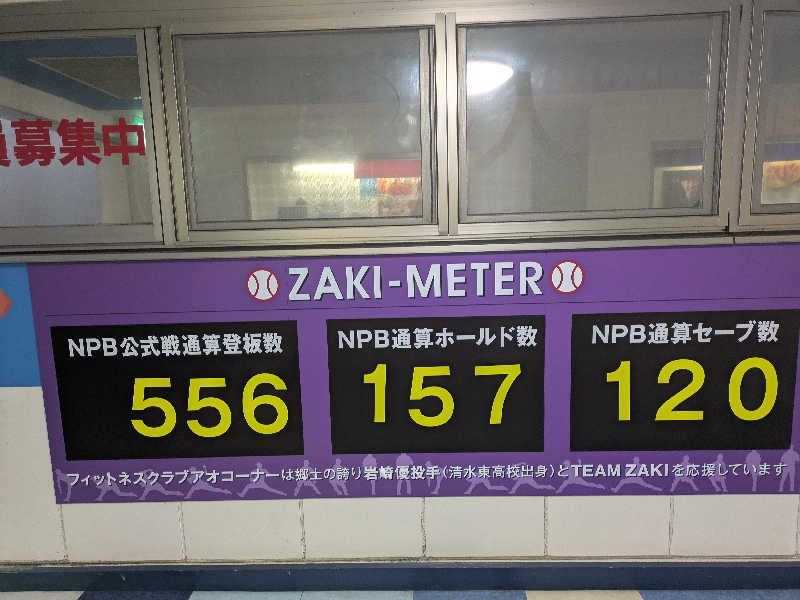 員募集中
ZAKI-METER
NPB公式戦通算登板数
556
NPB通算ホールド数
157
NPB通算セーブ数
120
フィットネスクラブアオコーナーは郷土の誇り岩﨑優投手(清水東高校出身)とTEAM ZAKIを応援しています